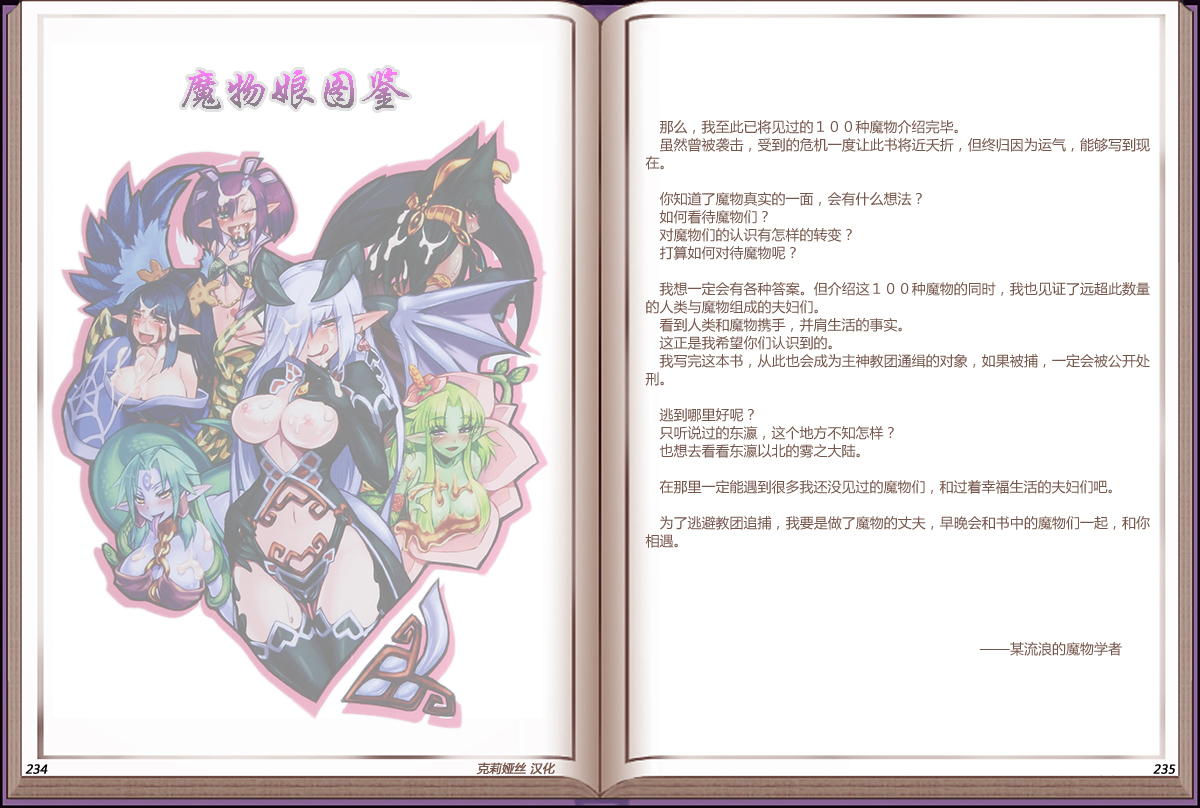 魔物娘图鉴
234
克莉娅丝 汉化
那么，我至此已将见过的１００种魔物介绍完毕。
虽然曾被袭击，受到的危机一度让此书将近夭折，但终归因为运气，能够写到现
在。
你知道了魔物真实的一面，会有什么想法？
如何看待魔物们？
对魔物们的认识有怎样的转变？
打算如何对待魔物呢？
我想一定会有各种答案。但介绍这１００种魔物的同时，我也见证了远超此数量
的人类与魔物组成的夫妇们。
看到人类和魔物携手，并肩生活的事实。
这正是我希望你们认识到的。
我写完这本书，从此也会成为主神教团通缉的对象，如果被捕，一定会被公开处
刑。
逃到哪里好呢？
只听说过的东瀛，这个地方不知怎样？
也想去看看东瀛以北的雾之大陆。
在那里一定能遇到很多我还没见过的魔物们，和过着幸福生活的夫妇们吧。
为了逃避教团追捕，我要是做了魔物的丈夫，早晚会和书中的魔物们一起，和你
相遇。
——某流浪的魔物学者
235